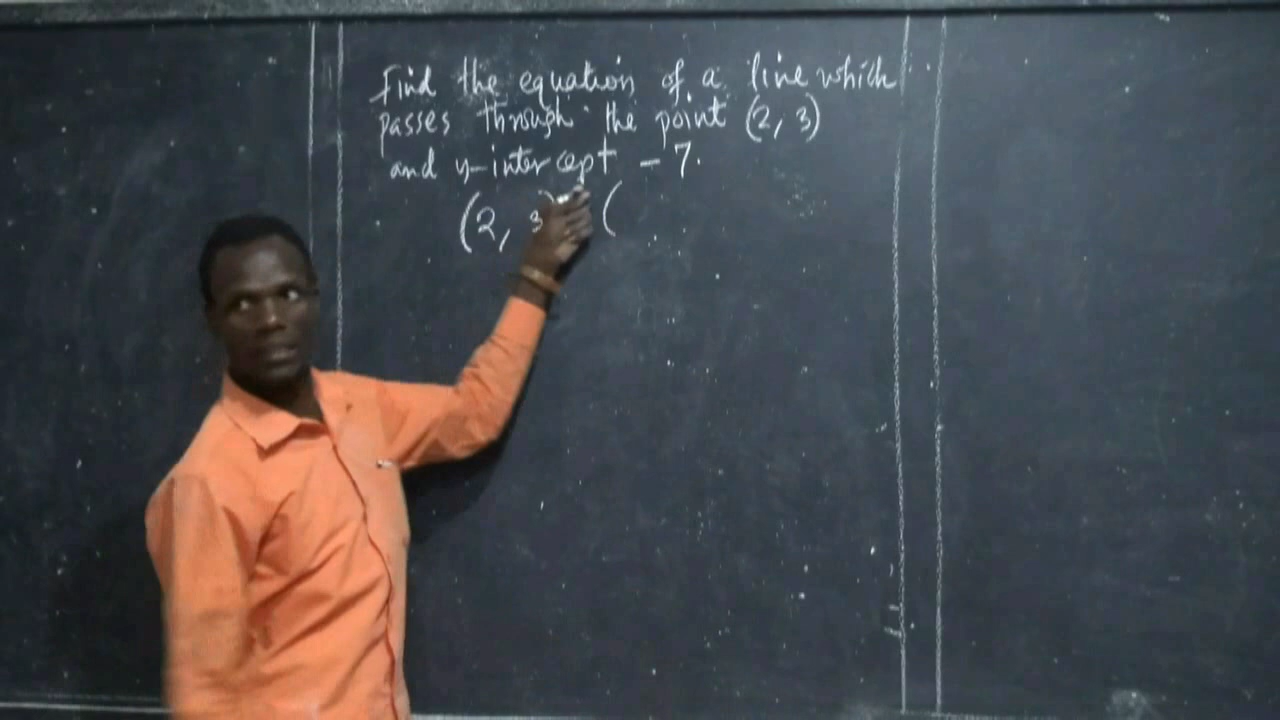 Find the equation of a line which
passes through the point (2, 3)
and y-intercept - 7.
(2, 3) (